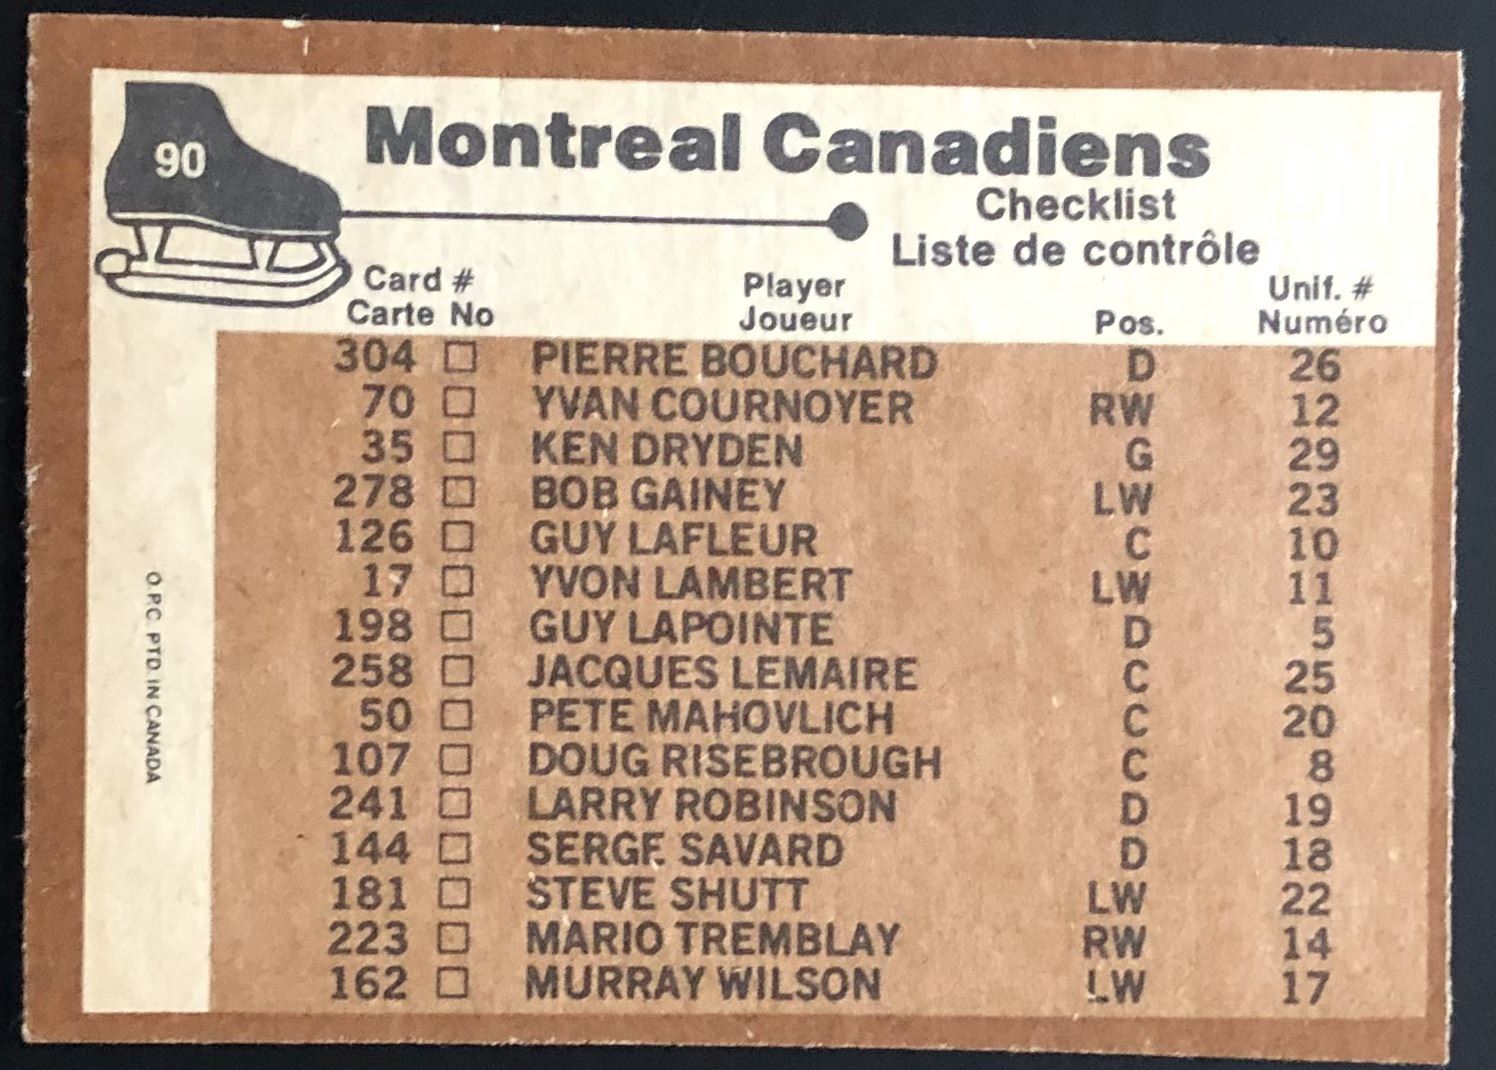 90
Montreal Canadiens
Checklist
Liste de contrôle
Card # Player Unif. #
Carte No Joueur Pos. Numéro
304 □ PIERRE BOUCHARD D 26
70 □ YVAN COURNOYER RW 12
35 □ KEN DRYDEN G 29
278 □ BOB GAINEY LW 23
126 □ GUY LAFLEUR C 10
17 □ YVON LAMBERT LW 11
198 □ GUY LAPOINTE D 5
258 □ JACQUES LEMAIRE C 25
50 □ PETE MAHOVLICH C 20
107 □ DOUG RISEBROUGH C 8
241 □ LARRY ROBINSON D 19
144 □ SERGE SAVARD D 18
181 □ STEVE SHUTT LW 22
223 □ MARIO TREMBLAY RW 14
162 □ MURRAY WILSON LW 17
O.P.C. PTD. IN CANADA